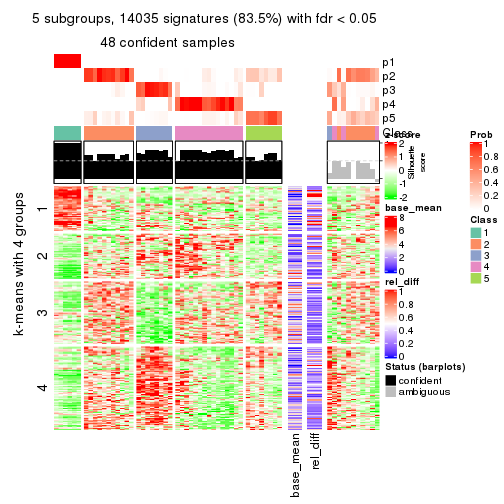 5 subgroups, 14035 signatures (83.5%) with fdr < 0.05
48 confident samples
p1
p2
p3
p4
p5
Class
z-score
2
1
0
-1
-2
Silhouette
score
base_mean
8
6
4
2
0
rel_diff
1
0.8
0.6
0.4
0.2
0
Status (barplots)
confident
ambiguous
Prob
1
0.8
0.6
0.4
0.2
0
Class
1
2
3
4
5
k-means with 4 groups
1
2
3
4
base_mean
rel_diff